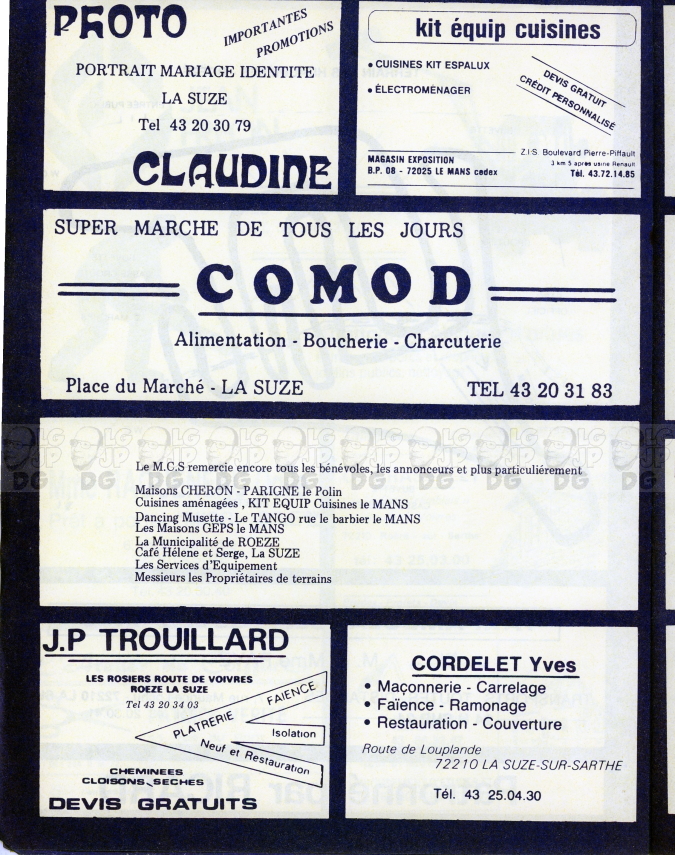 PHOTO
IMPORTANTES
PROMOTIONS
PORTRAIT MARIAGE IDENTITE
LA SUZE
Tel 43 20 30 79
CLAUDINE
kit équip cuisines
• CUISINES KIT ESPALUX
• ÉLECTROMÉNAGER
DEVIS GRATUIT
CRÉDIT PERSONNALISÉ
MAGASIN EXPOSITION
B.P. 08 - 72025 LE MANS cedex
Z.I.S. Boulevard Pierre-Piffault
3 km 5 après usine Renault
Tél. 43.72.14.85
SUPER MARCHE DE TOUS LES JOURS
COMOD
Alimentation - Boucherie - Charcuterie
Place du Marché - LA SUZE
TEL 43 20 31 83
Le M.C.S remercie encore tous les bénévoles, les annonceurs et plus particuliérement
Maisons CHERON - PARIGNE le Polin
Cuisines aménagées , KIT EQUIP Cuisines le MANS
Dancing Musette - Le TANGO rue le barbier le MANS
Les Maisons GEPS le MANS
La Municipalité de ROEZE
Café Hélene et Serge, La SUZE
Les Services d'Equipement
Messieurs les Propriétaires de terrains
J.P TROUILLARD
LES ROSIERS ROUTE DE VOIVRES
ROEZE LA SUZE
Tel 43 20 34 03
PLATRERIE
FAIENCE
Isolation
Neuf et Restauration
CHEMINEES
CLOISONS SECHES
DEVIS GRATUITS
CORDELET Yves
• Maçonnerie - Carrelage
• Faïence - Ramonage
• Restauration - Couverture
Route de Louplande
72210 LA SUZE-SUR-SARTHE
Tél. 43 25.04.30